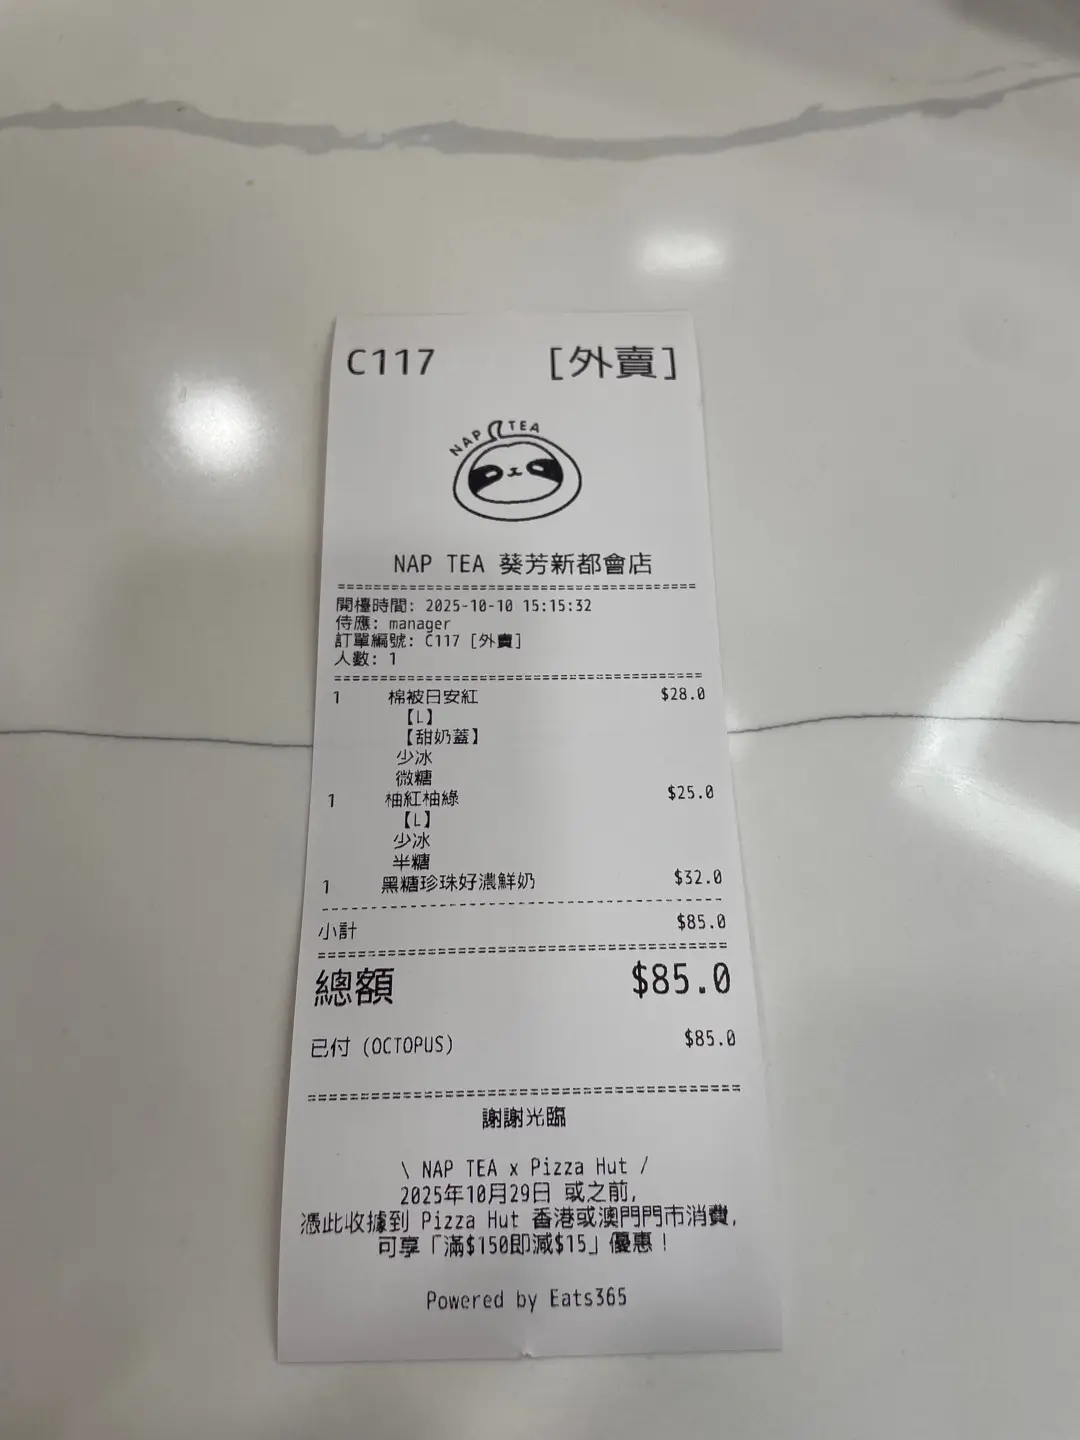 C117 [外賣]
NAP TEA
NAP TEA 葵芳新都會店
開檯時間: 2025-10-10 15:15:32
侍應: manager
訂單編號: C117 [外賣]
人數: 1
1 棉被日安紅 $28.0
【L】
【甜奶蓋】
少冰
微糖
1 柚紅柚綠 $25.0
【L】
少冰
半糖
1 黑糖珍珠好濃鮮奶 $32.0
小計 $85.0
總額 $85.0
已付 (OCTOPUS) $85.0
謝謝光臨
\ NAP TEA x Pizza Hut /
2025年10月29日 或之前,
憑此收據到 Pizza Hut 香港或澳門門市消費,
可享「滿$150即減$15」優惠！
Powered by Eats365